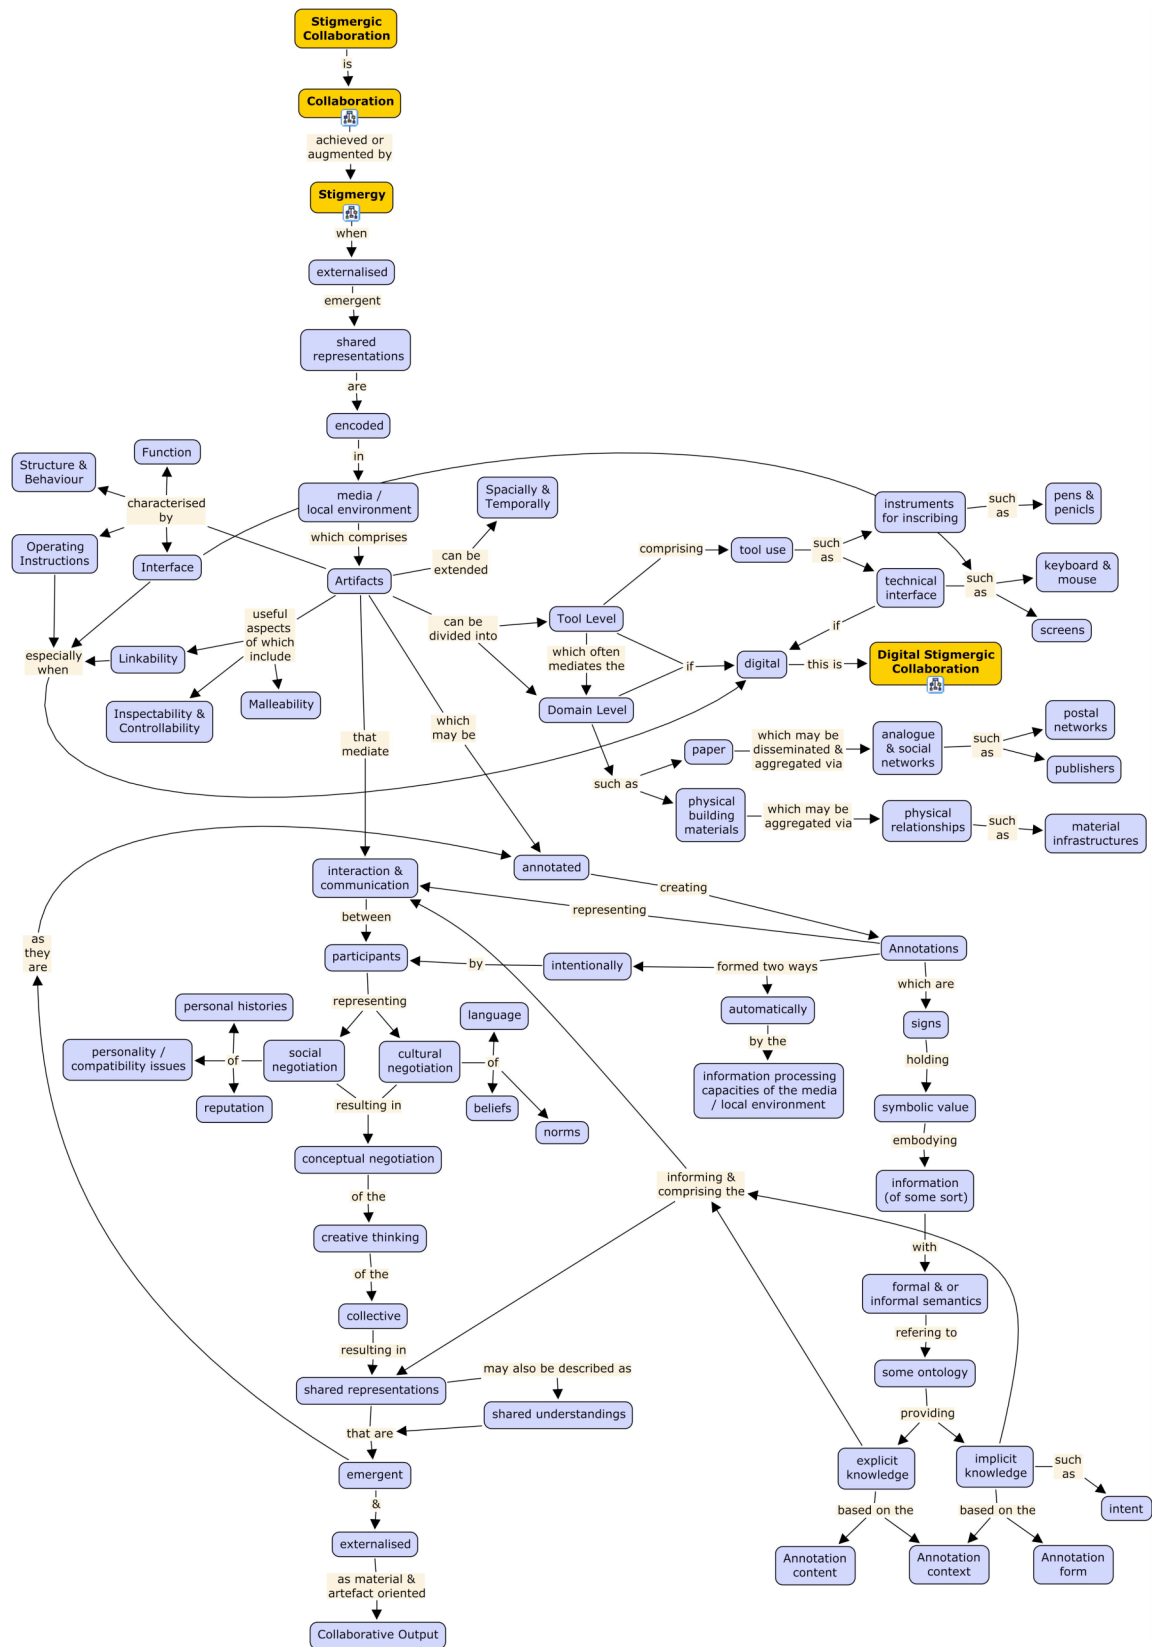 Stigmergic
Collaboration
is
Collaboration
achieved or
augmented by
Stigmergy
when
externalised
emergent
shared
representations
are
encoded
in
media /
local environment
which comprises
Artifacts
characterised
by
Structure &
Behaviour
Function
Operating
Instructions
Interface
especially
when
useful
aspects
of which
include
Linkability
Inspectability &
Controllability
Malleability
can be
extended
Spacially &
Temporally
can be
divided into
Tool Level
which often
mediates the
Domain Level
comprising
tool use
such
as
instruments
for inscribing
such
as
pens &
penicls
technical
interface
such
as
keyboard &
mouse
screens
if
if
digital
this is
Digital Stigmergic
Collaboration
such as
paper
which may be
disseminated &
aggregated via
analogue
& social
networks
such
as
postal
networks
publishers
physical
building
materials
which may be
aggregated via
physical
relationships
such
as
material
infrastructures
that
mediate
which
may be
annotated
creating
Annotations
representing
interaction &
communication
between
participants
by
intentionally
formed two ways
automatically
by the
information processing
capacities of the media
/ local environment
which are
signs
holding
symbolic value
embodying
information
(of some sort)
with
formal & or
informal semantics
refering to
some ontology
providing
explicit
knowledge
implicit
knowledge
such
as
intent
based on the
based on the
Annotation
content
Annotation
context
Annotation
form
informing &
comprising the
representing
social
negotiation
cultural
negotiation
of
personal histories
personality /
compatibility issues
reputation
of
language
beliefs
norms
resulting in
conceptual negotiation
of the
creative thinking
of the
collective
resulting in
shared representations
may also be described as
shared understandings
that are
emergent
as
they
are
&
externalised
as material &
artefact oriented
Collaborative Output